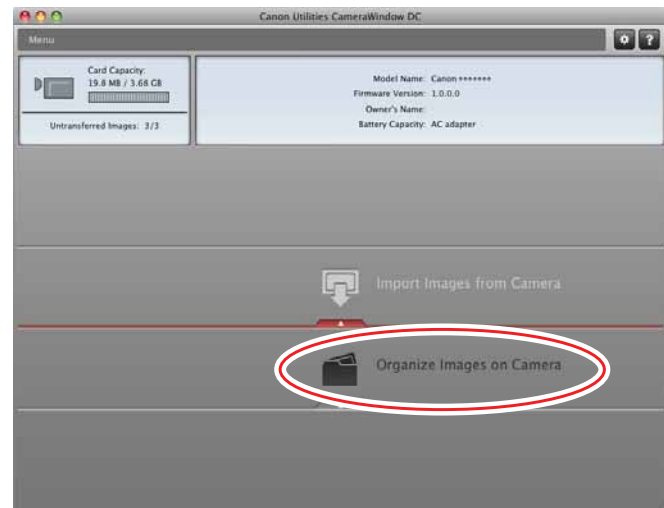 Canon Utilities CameraWindow DC
Menu
?
Card Capacity:
19.8 MB / 3.68 GB
Untransferred Images: 3/3
Model Name: Canon *******
Firmware Version: 1.0.0.0
Owner's Name:
Battery Capacity: AC adapter
Import Images from Camera
Organize Images on Camera